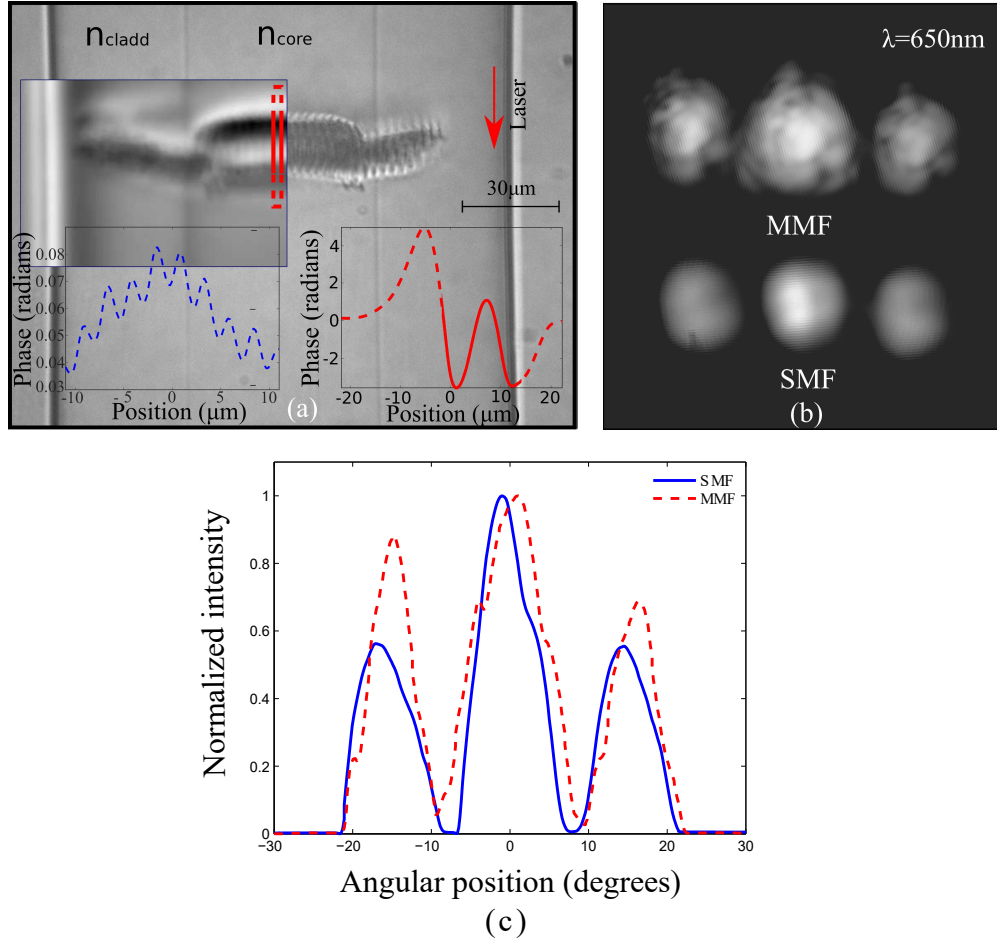 n cladd
n core
Laser
30μm
Phase (radians)
0.08
0.07
0.06
0.05
0.04
0.03
-10
-5
0
5
10
Position (μm)
Phase (radians)
4
2
0
-2
-20
-10
0
10
20
Position (μm)
(a)
λ=650nm
MMF
SMF
(b)
Normalized intensity
1
0.8
0.6
0.4
0.2
0
−30
−20
−10
0
10
20
30
SMF
MMF
Angular position (degrees)
(c)